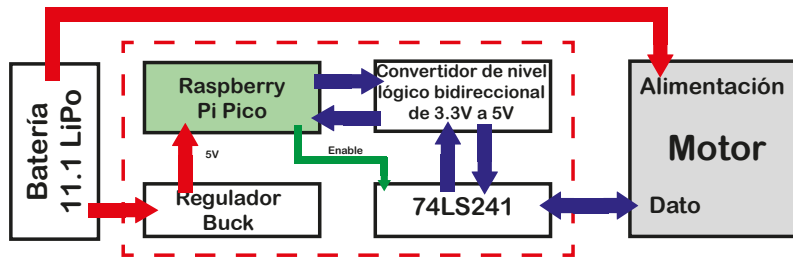 Batería
11.1 LiPo
Raspberry
Pi Pico
5V
Regulador
Buck
Enable
Convertidor de nivel
lógico bidireccional
de 3.3V a 5V
74LS241
Alimentación
Motor
Dato